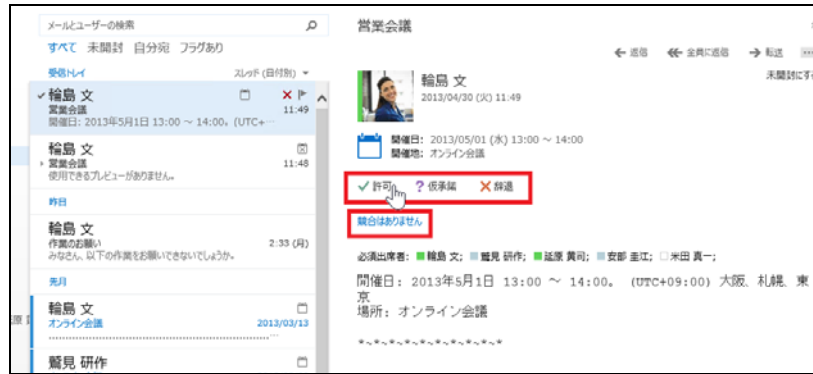 メールとユーザーの検索
すべて 未開封 自分宛 フラグあり
受信トレイ スレッド (日付別)
輪島 文
営業会議 11:49
開催日: 2013年5月1日 13:00 ～ 14:00。(UTC+…
輪島 文
営業会議 11:48
使用できるプレビューがありません。
昨日
輪島 文
作業のお願い 2:33 (月)
みなさん、以下の作業をお願いできないでしょうか。
先月
輪島 文
オンライン会議 2013/03/13
鷲見 研作
営業会議
返信 全員に返信 転送
輪島 文
2013/04/30 (火) 11:49
未開封にす
開催日: 2013/05/01 (水) 13:00 ～ 14:00
開催地: オンライン会議
許可 ? 仮承諾 辞退
競合はありません
必須出席者: 輪島 文; 鷲見 研作; 萩原 黄司; 安部 圭江; 米田 真一;
開催日: 2013年5月1日 13:00 ～ 14:00。 (UTC+09:00) 大阪、札幌、東
京
場所: オンライン会議
*~*~*~*~*~*~*~*~*~*